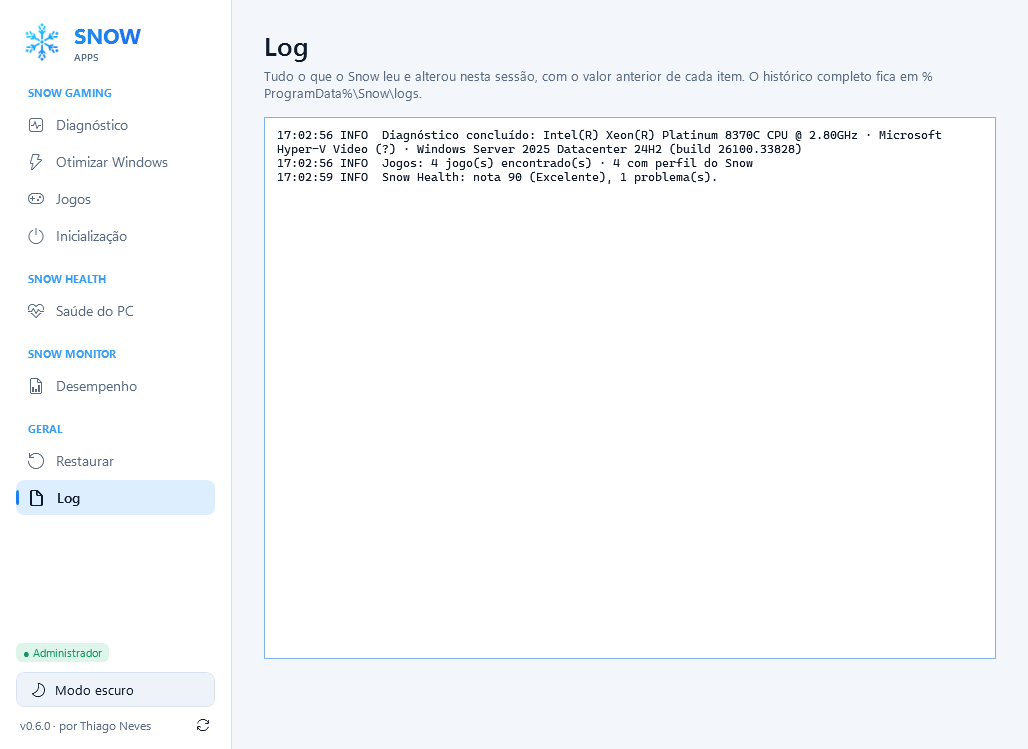 SNOW
APPS
SNOW GAMING
Diagnóstico
Otimizar Windows
Jogos
Inicialização
SNOW HEALTH
Saúde do PC
SNOW MONITOR
Desempenho
GERAL
Restaurar
Log
Administrador
Modo escuro
v0.6.0 · por Thiago Neves
Log
Tudo o que o Snow leu e alterou nesta sessão, com o valor anterior de cada item. O histórico completo fica em %
ProgramData%\Snow\logs.
17:02:56 INFO  Diagnóstico concluído: Intel(R) Xeon(R) Platinum 8370C CPU @ 2.80GHz · Microsoft
Hyper-V Video (?) · Windows Server 2025 Datacenter 24H2 (build 26100.33828)
17:02:56 INFO  Jogos: 4 jogo(s) encontrado(s) · 4 com perfil do Snow
17:02:59 INFO  Snow Health: nota 90 (Excelente), 1 problema(s).